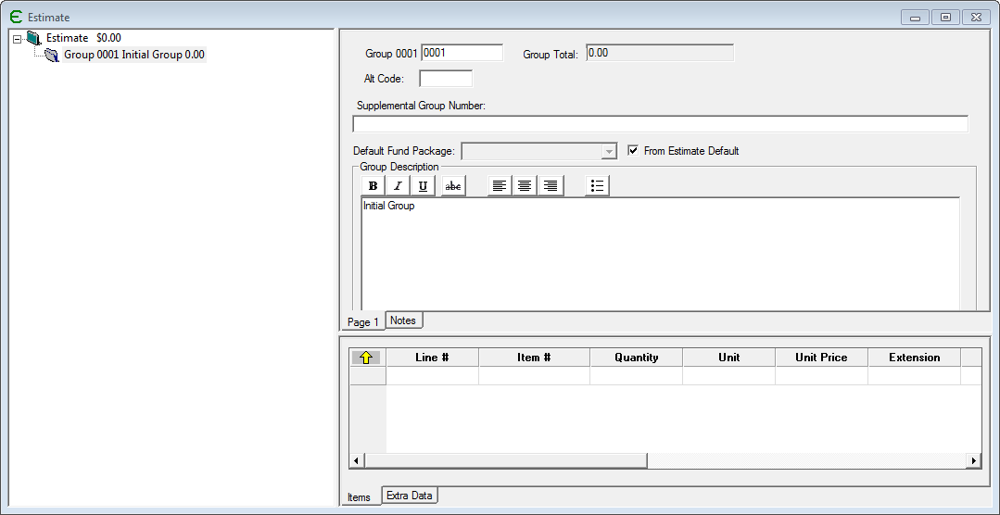 Estimate
Estimate $0.00
Group 0001 Initial Group 0.00
Group 0001 0001 Group Total: 0.00
Alt Code:
Supplemental Group Number:
Default Fund Package: From Estimate Default
Group Description
B I U abc
Initial Group
Page 1 Notes
Line # Item # Quantity Unit Unit Price Extension
Items Extra Data